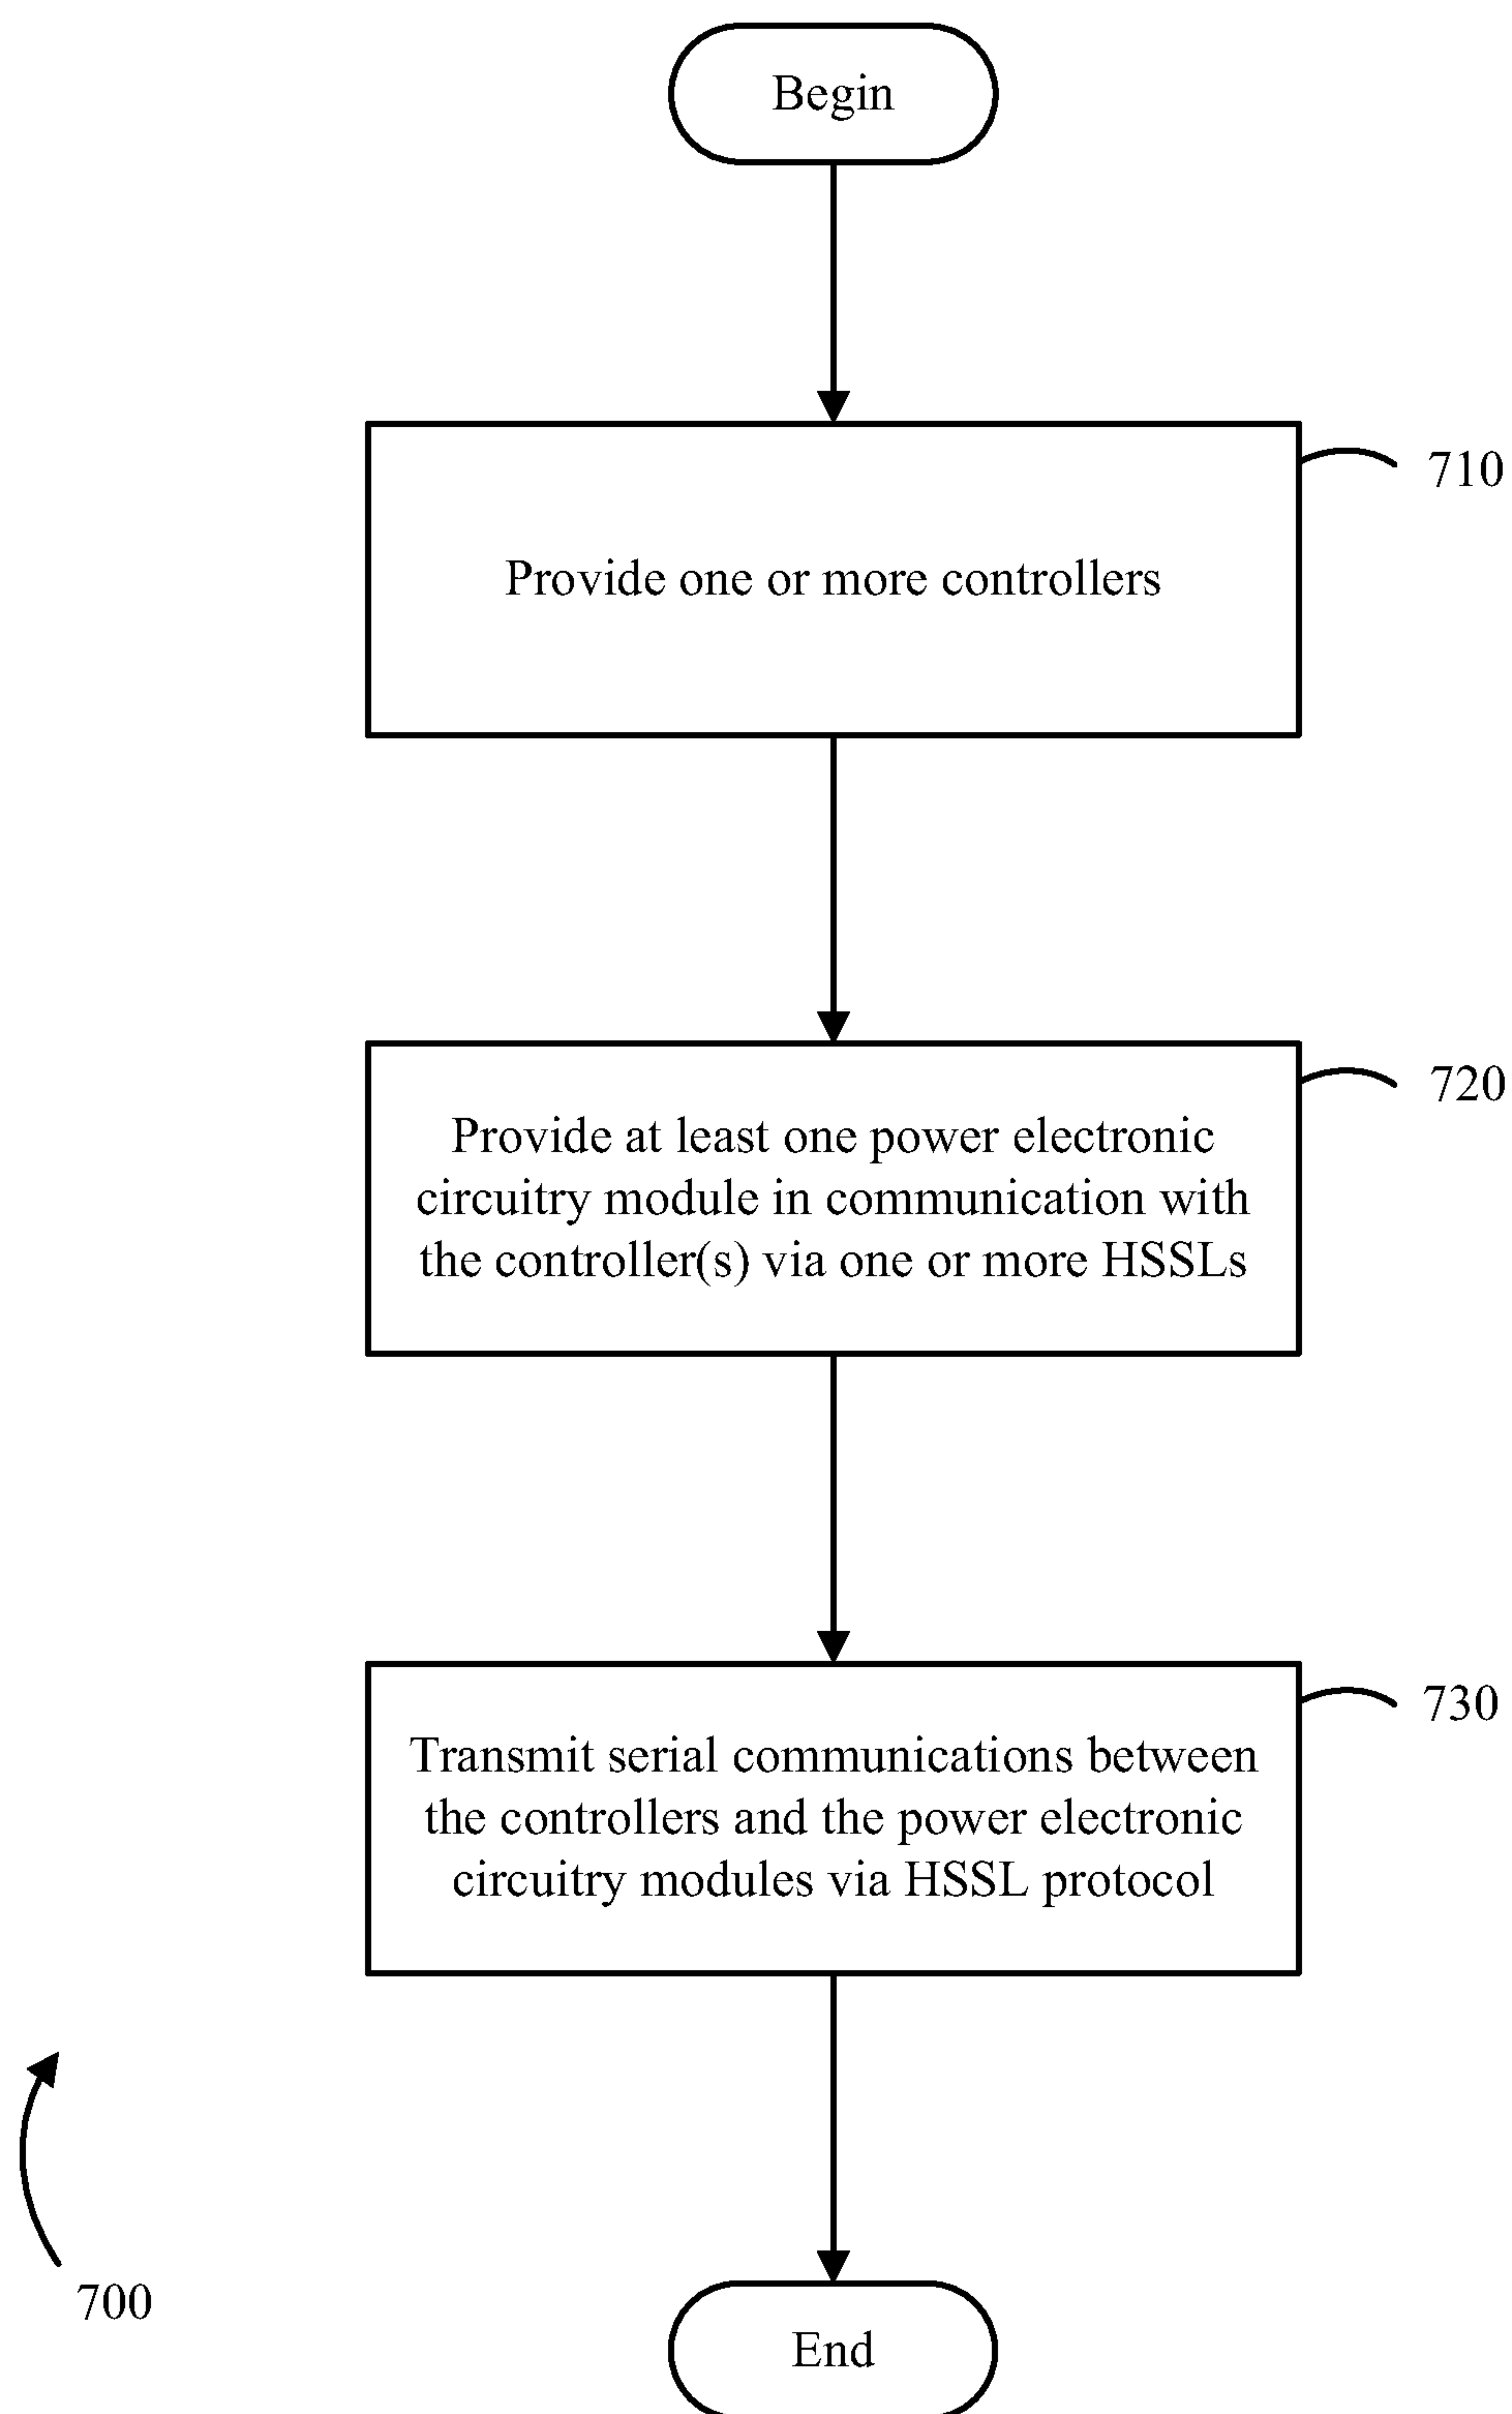 Begin
710
Provide one or more controllers
720
Provide at least one power electronic
circuitry module in communication with
the controller(s) via one or more HSSLs
730
Transmit serial communications between
the controllers and the power electronic
circuitry modules via HSSL protocol
700
End